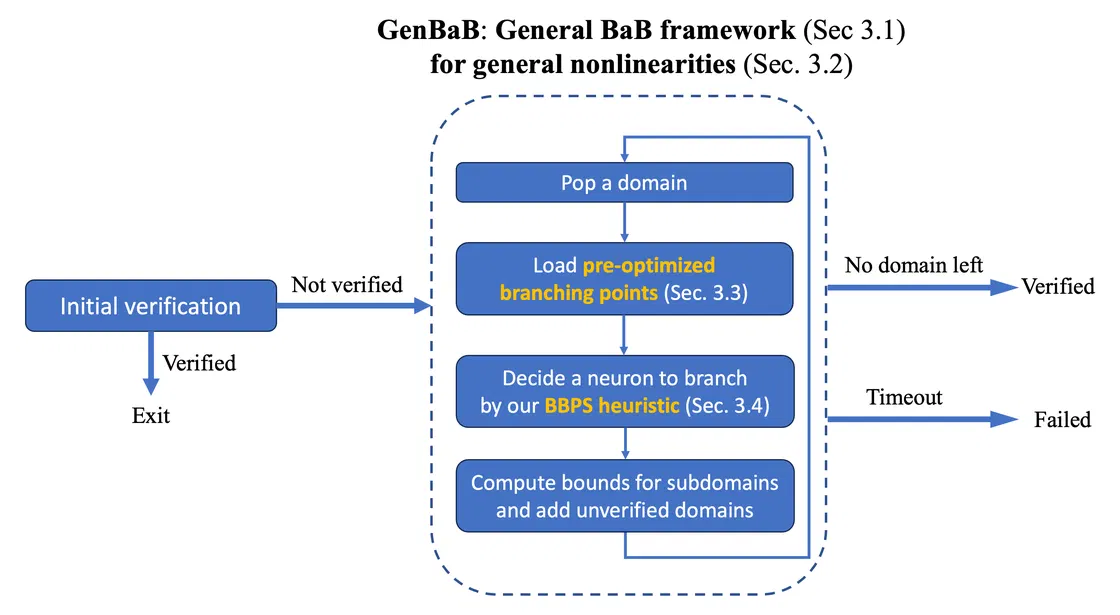 GenBaB: General BaB framework (Sec 3.1)
for general nonlinearities (Sec. 3.2)
Pop a domain
Load pre-optimized
branching points (Sec. 3.3)
Decide a neuron to branch
by our BBPS heuristic (Sec. 3.4)
Compute bounds for subdomains
and add unverified domains
Initial verification
Not verified
Verified
Exit
No domain left
Verified
Timeout
Failed